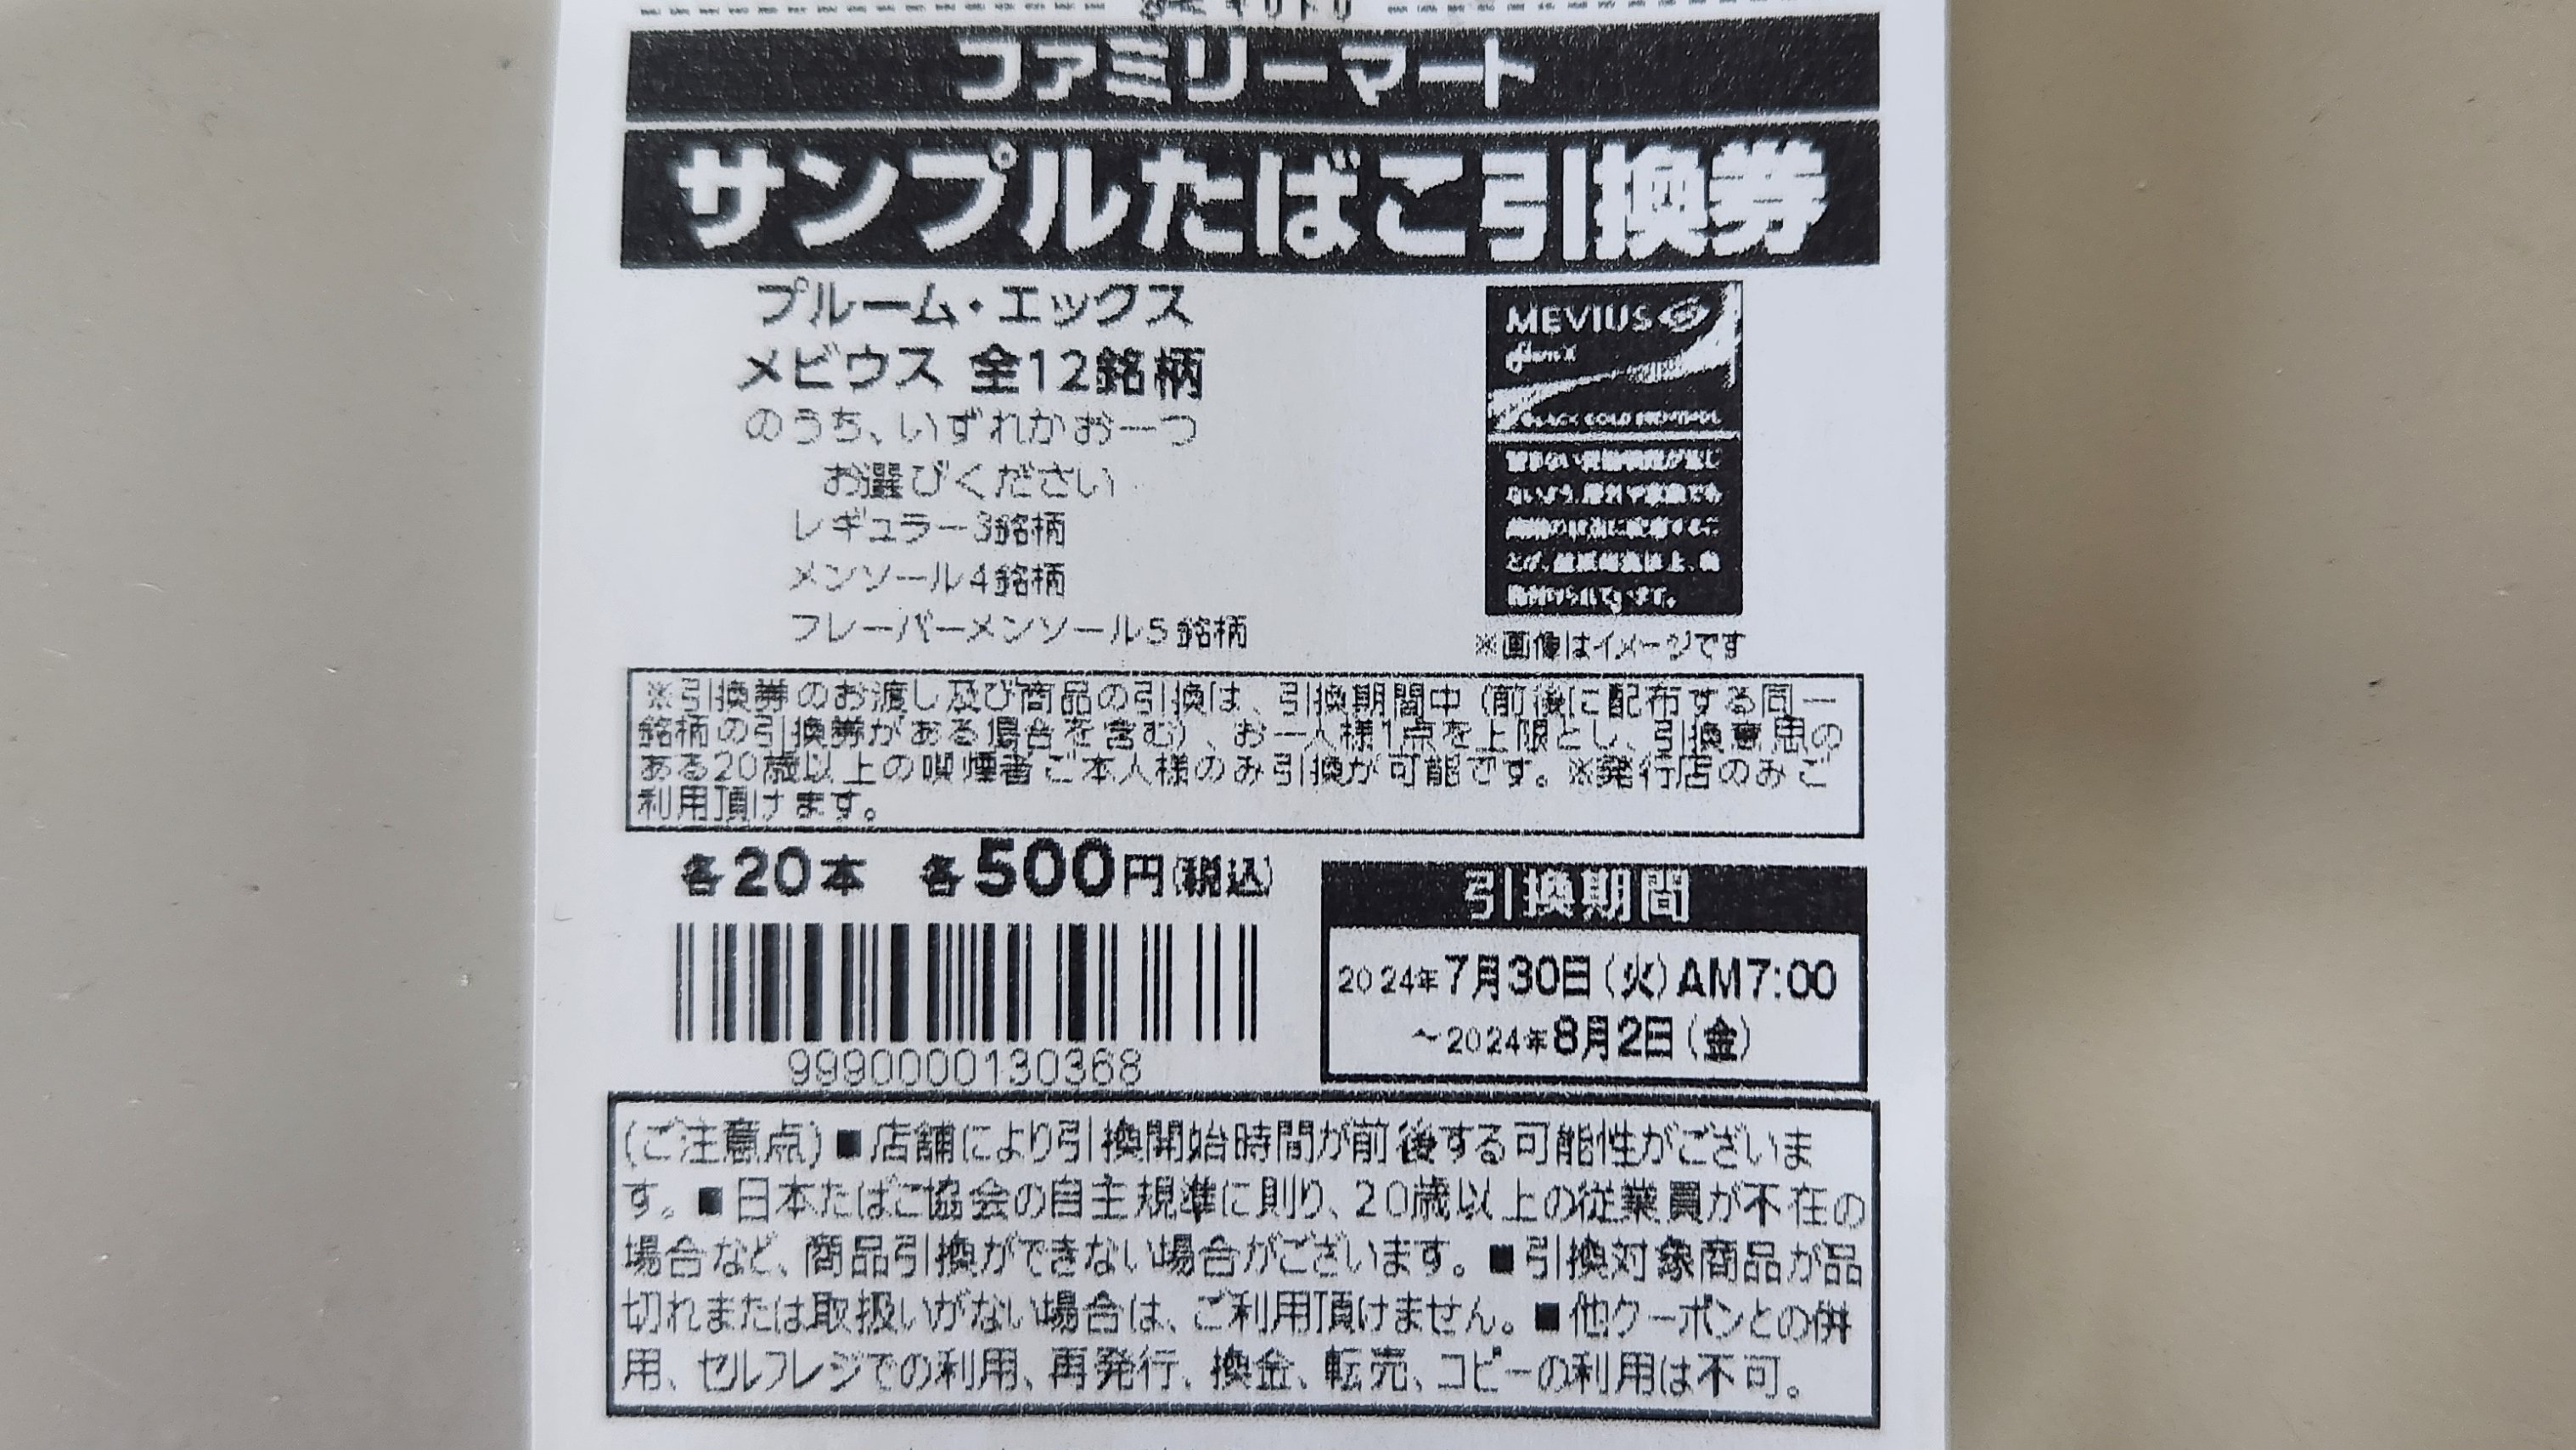 ファミリーマート
サンプルたばこ引換券
プルーム・エックス
メビウス 全12銘柄
のうち、いずれかお一つ
お選びください
レギュラー3銘柄
メンソール4銘柄
フレーバーメンソール5銘柄
MEVIUS
BLACK COLD MENTHOL
※画像はイメージです
※引換券のお渡し及び商品の引換は、引換期間中(前後に配布する同一
銘柄の引換券がある場合を含む)、お一人様1点を上限とし、引換意思の
ある20歳以上の喫煙者ご本人様のみ引換が可能です。※発行店のみご
利用頂けます。
各20本 各500円(税込)
9990000130368
引換期間
2024年7月30日(火)AM7:00
～2024年8月2日(金)
(ご注意点)■店舗により引換開始時間が前後する可能性がございま
す。■日本たばこ協会の自主規準に則り、20歳以上の従業員が不在の
場合など、商品引換ができない場合がございます。■引換対象商品が品
切れまたは取扱いがない場合は、ご利用頂けません。■他クーポンとの併
用、セルフレジでの利用、再発行、換金、転売、コピーの利用は不可。